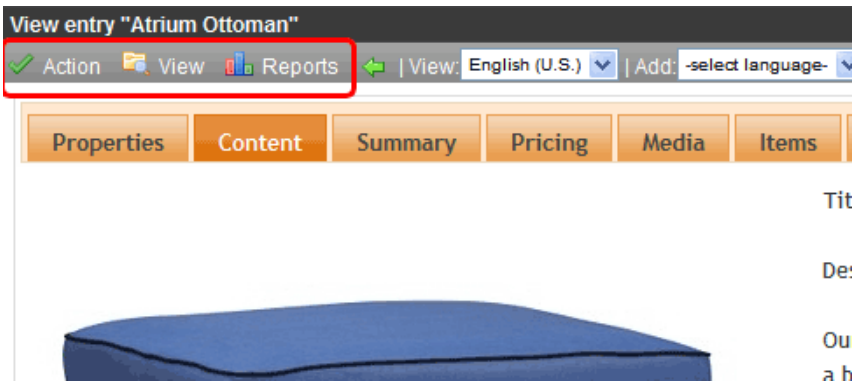 View entry "Atrium Ottoman"
Action View Reports | View: English (U.S.) | Add: -select language-
Properties Content Summary Pricing Media Items
Tit
Des
Ou
a b